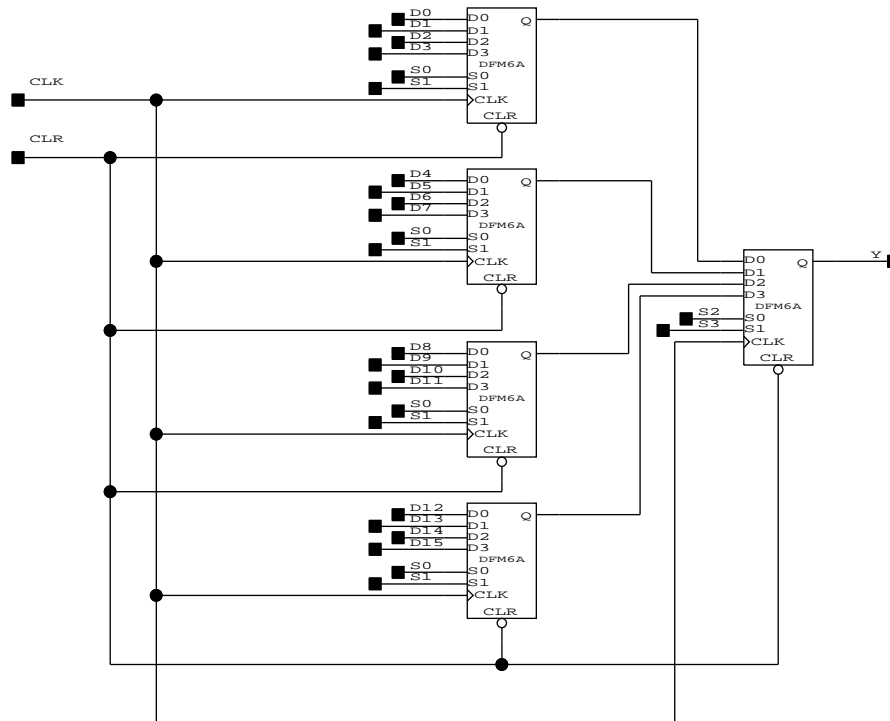 CLK
CLR
D0
D1
D2
D3
S0
S1
D0
D1
D2
D3
DFM6A
S0
S1
CLK
CLR
Q
D4
D5
D6
D7
S0
S1
D0
D1
D2
D3
DFM6A
S0
S1
CLK
CLR
Q
D8
D9
D10
D11
S0
S1
D0
D1
D2
D3
DFM6A
S0
S1
CLK
CLR
Q
D12
D13
D14
D15
S0
S1
D0
D1
D2
D3
DFM6A
S0
S1
CLK
CLR
Q
S2
S3
D0
D1
D2
D3
DFM6A
S0
S1
CLK
CLR
Q
Y